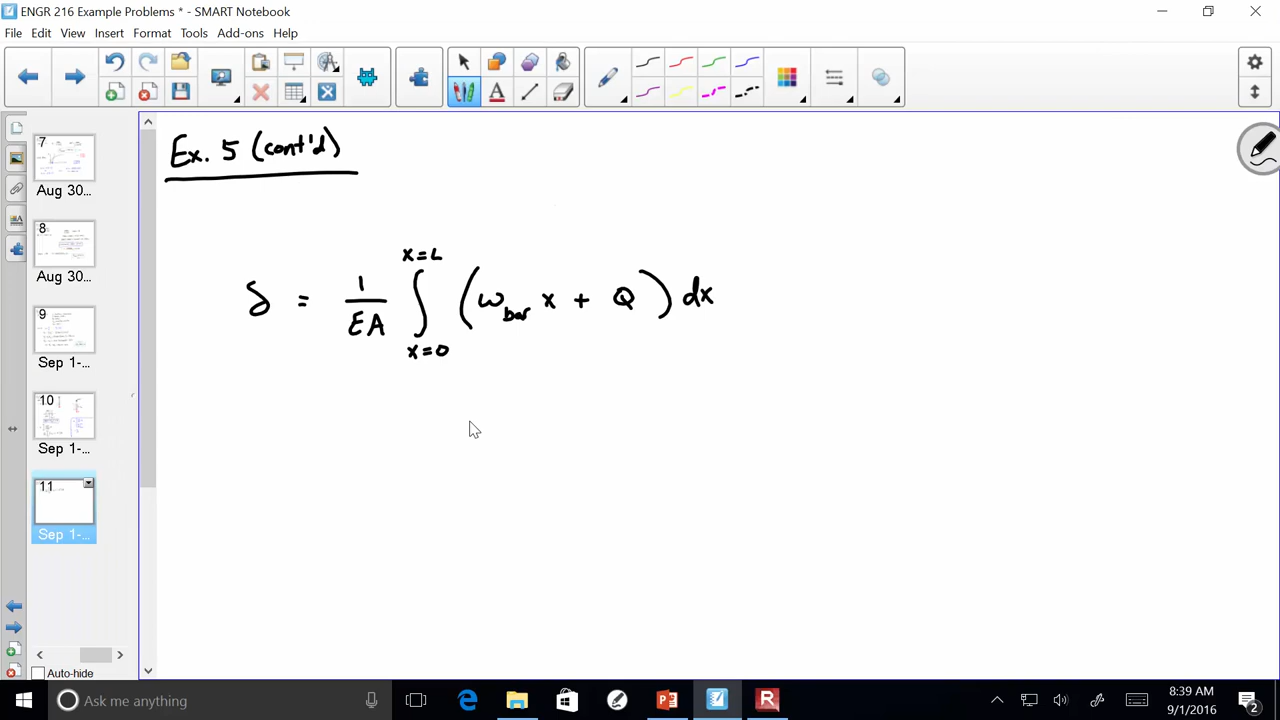 ENGR 216 Example Problems * - SMART Notebook
File Edit View Insert Format Tools Add-ons Help
7
Aug 30...
8
Aug 30...
9
Sep 1-...
10
Sep 1-...
11
Sep 1-...
Auto-hide
Ex. 5 (cont'd)
x=L
δ = 1/EA ∫ (ω_bar x + Q) dx
x=0
Ask me anything
8:39 AM
9/1/2016
2